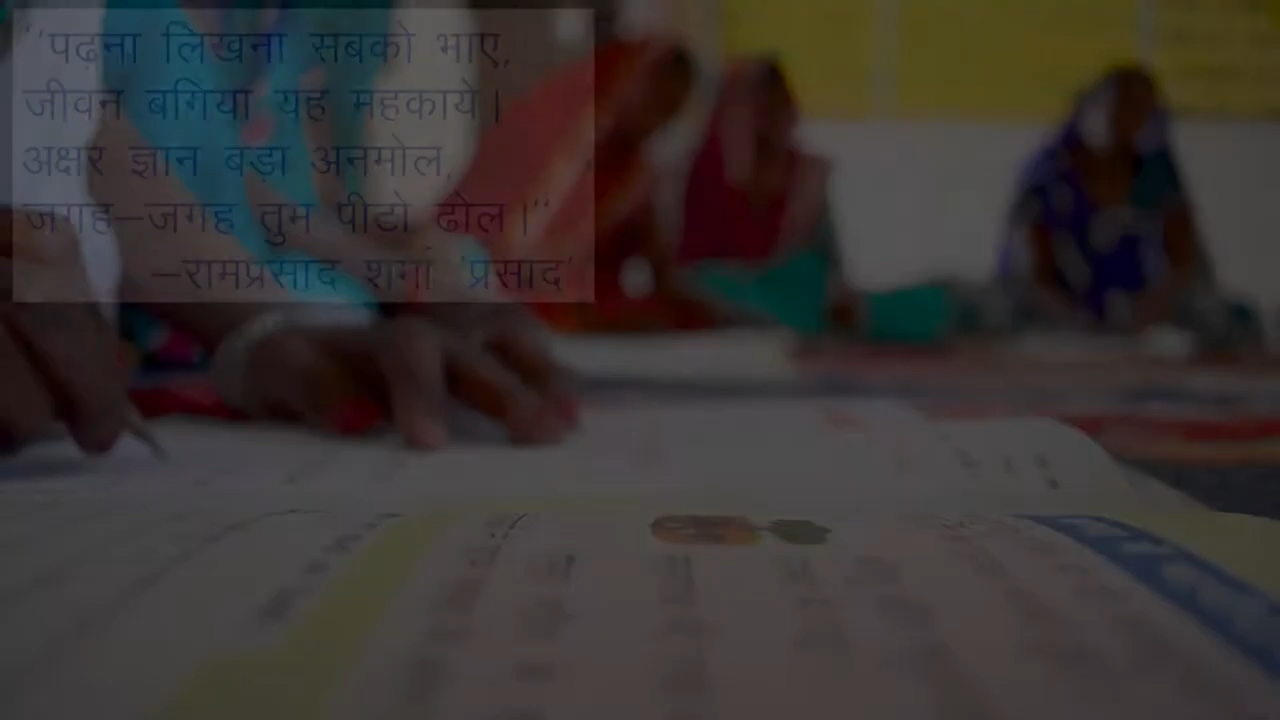 “पढ़ना लिखना सबको भाए,
जीवन बगिया यह महकाये।
अक्षर ज्ञान बड़ा अनमोल,
जगह–जगह तुम पीटो ढोल।“
–रामप्रसाद शर्मा 'प्रसाद'